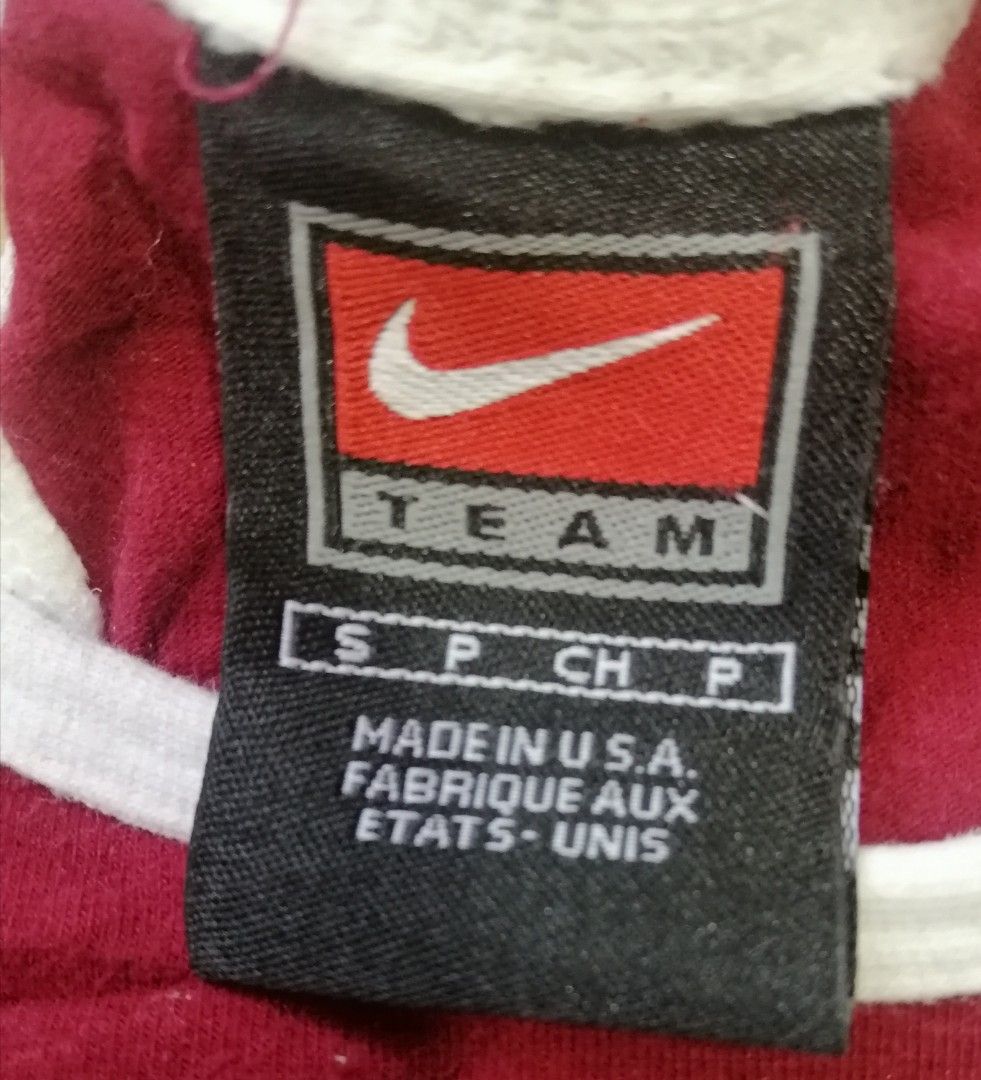 TEAM
S P CH P
MADE IN U S.A.
FABRIQUE AUX
ETATS-UNIS